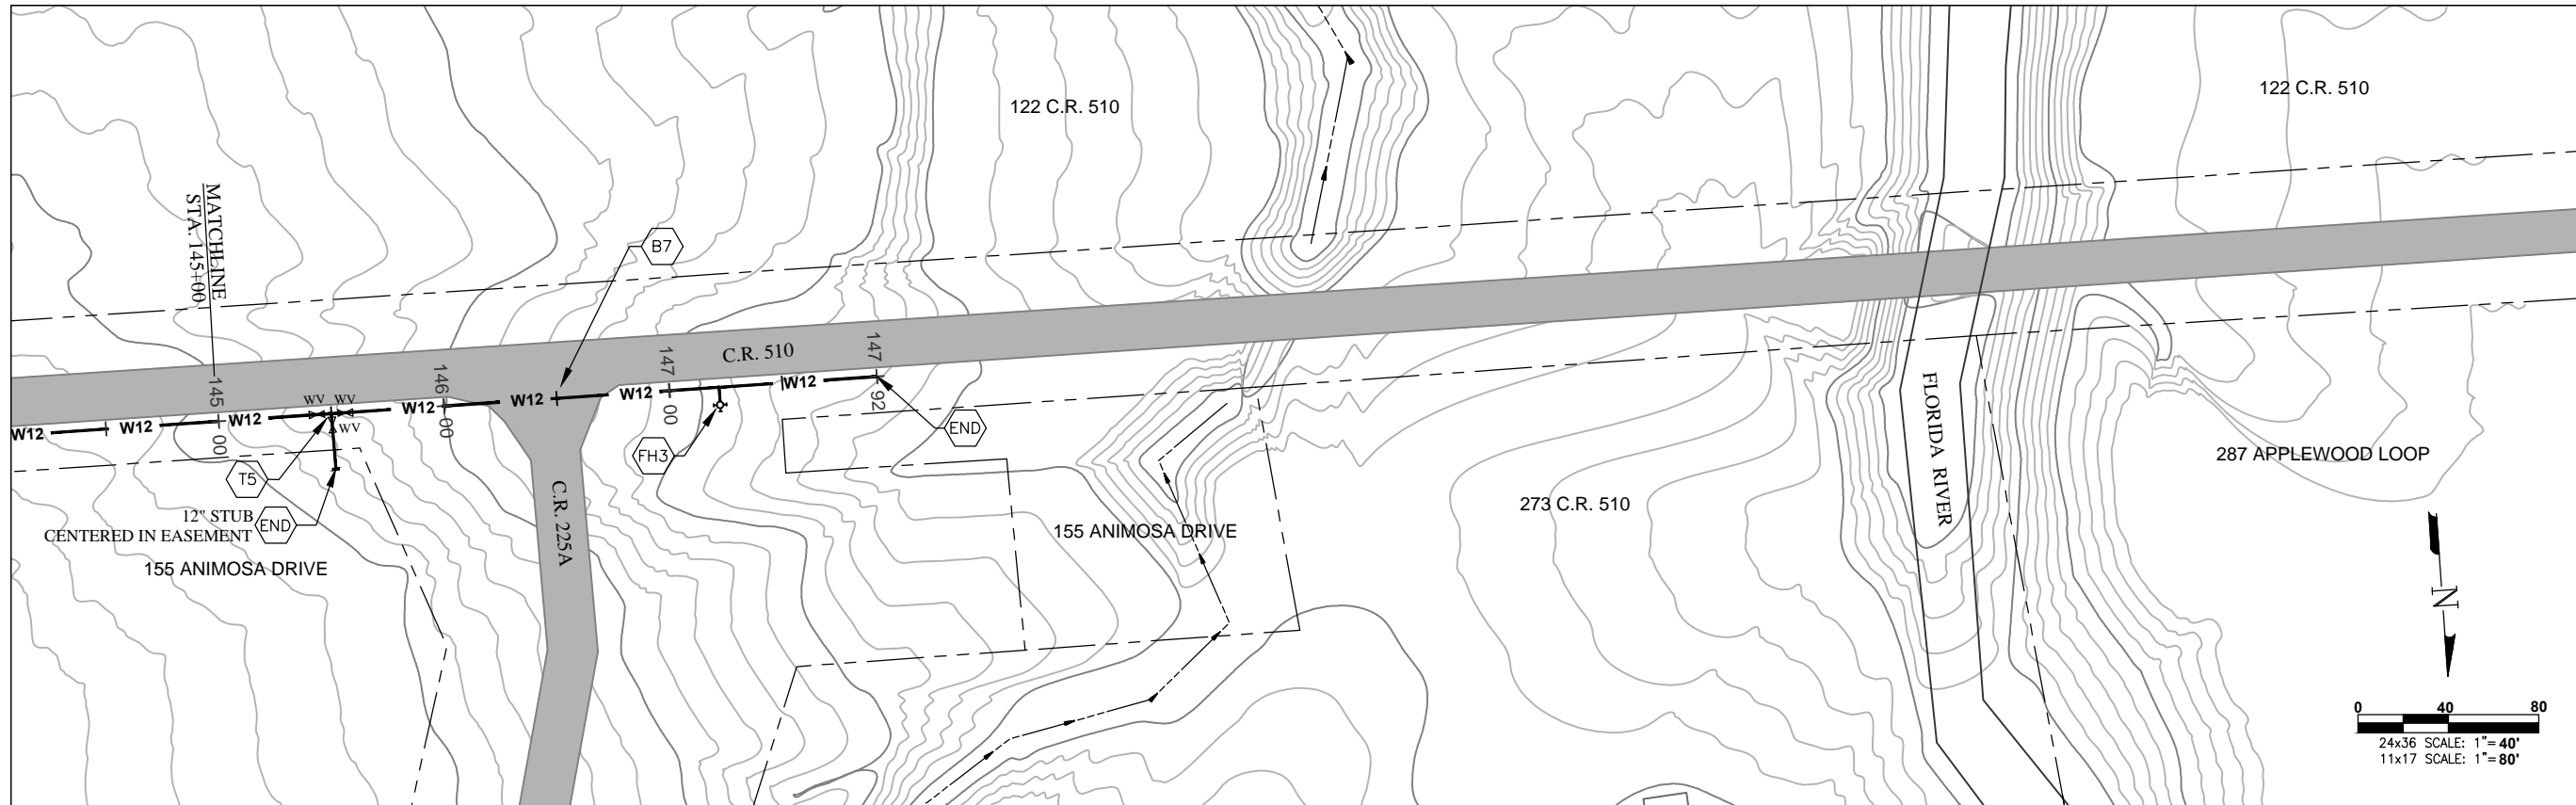 122 C.R. 510
122 C.R. 510
MATCHLINE
STA. 145+00
B7
C.R. 510
145
00
146
00
147
00
147
92
WV
WV
WV
W12
W12
W12
W12
W12
W12
W12
T5
FH3
END
END
12" STUB
CENTERED IN EASEMENT
155 ANIMOSA DRIVE
C.R. 225A
155 ANIMOSA DRIVE
273 C.R. 510
FLORIDA RIVER
287 APPLEWOOD LOOP
N
0 40 80
24x36 SCALE: 1"=40'
11x17 SCALE: 1"=80'